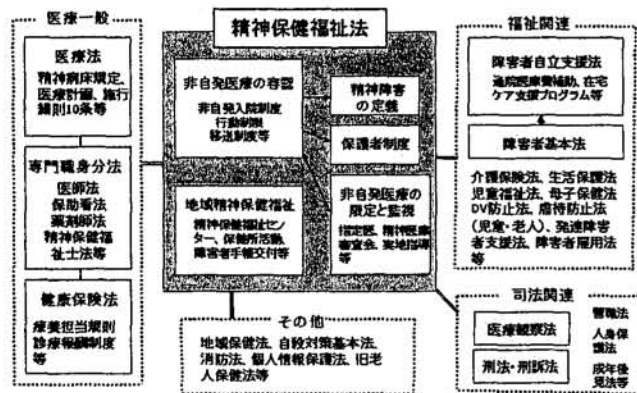 医療一般
医療法
精神病床規定、
医療計画、施行
細則10条等
専門職身分法
医師法
保助看法
薬剤師法
精神保健福
祉士法等
健康保険法
療養担当規則
診療報酬制度
等
精神保健福祉法
非自発医療の容認
非自発入院制度
行動制限
移送制度等
精神障害
の定義
保護者制度
地域精神保健福祉
精神保健福祉セン
ター、保健所活動、
障害者手帳交付等
非自発医療の
限定と監視
指定医、精神医療
審査会、実地指導
等
その他
地域保健法、自殺対策基本法、
消防法、個人情報保護法、旧老
人保健法等
福祉関連
障害者自立支援法
通院医療費補助、在宅
ケア支援プログラム等
障害者基本法
介護保険法、生活保護法
児童福祉法、母子保健法
DV防止法、虐待防止法
(児童・老人)、発達障害
者支援法、障害者雇用法
等
司法関連
医療観察法
刑法・刑訴法
警職法
人身保
護法
成年後
見法等